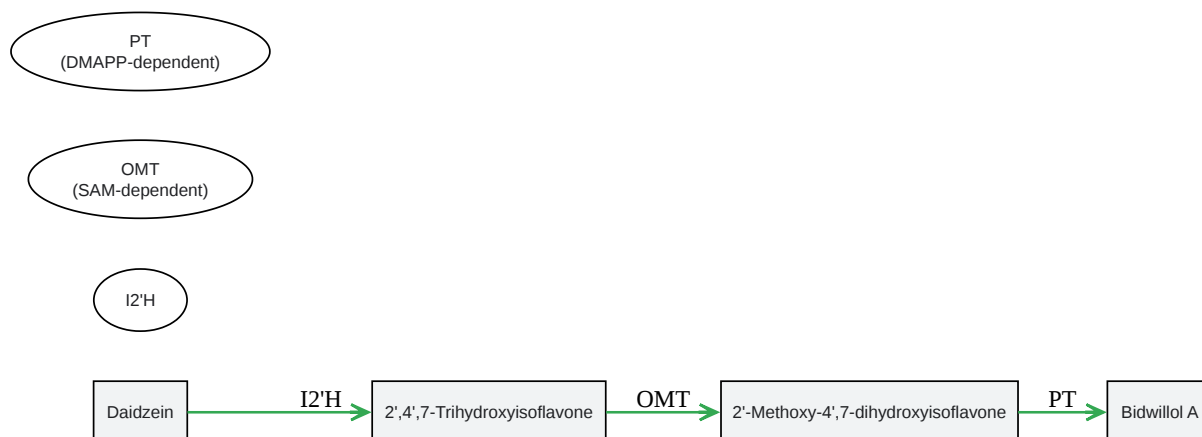 PT
(DMAPP-dependent)
OMT
(SAM-dependent)
I2'H
Daidzein
I2'H
2',4',7-Trihydroxyisoflavone
OMT
2'-Methoxy-4',7-dihydroxyisoflavone
PT
Bidwillol A